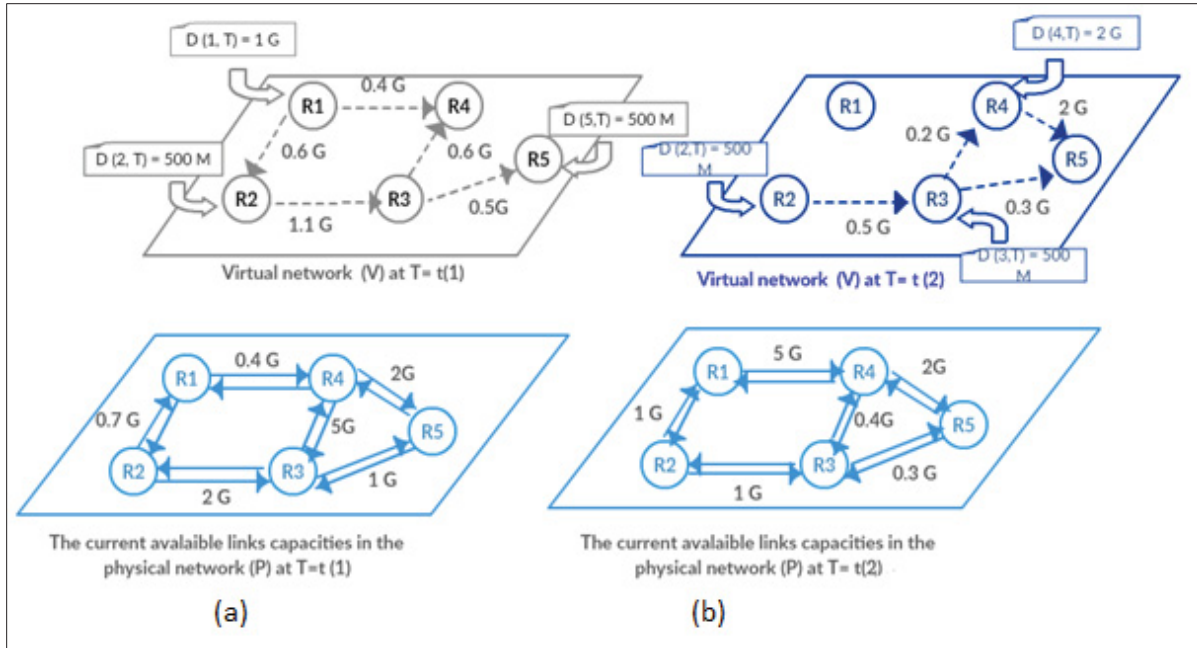 D (1, T) = 1 G
0.4 G
R1
R4
D (5,T) = 500 M
0.6 G
0.6 G
R5
D (2, T) = 500 M
R2
R3
0.5G
1.1 G
Virtual network (V) at T= t(1)
D (4,T) = 2 G
R1
R4
2 G
0.2 G
D (2,T) = 500
M
R5
R2
R3
0.3 G
0.5 G
D (3,T) = 500
M
Virtual network (V) at T= t (2)
0.4 G
R1
R4
2G
0.7 G
5G
R5
R2
R3
1 G
2 G
The current avalaible links capacities in the
physical network (P) at T=t (1)
(a)
5 G
R1
R4
2G
1 G
0.4G
R5
R2
R3
0.3 G
1 G
The current avalaible links capacities in the
physical network (P) at T= t(2)
(b)